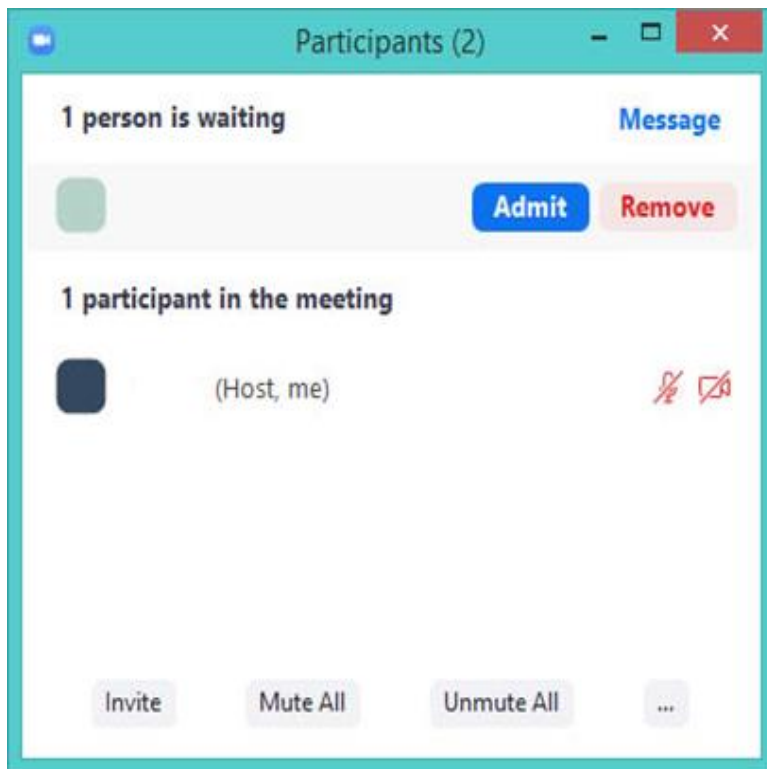 Participants (2)
1 person is waiting Message
Admit Remove
1 participant in the meeting
(Host, me)
Invite Mute All Unmute All ...